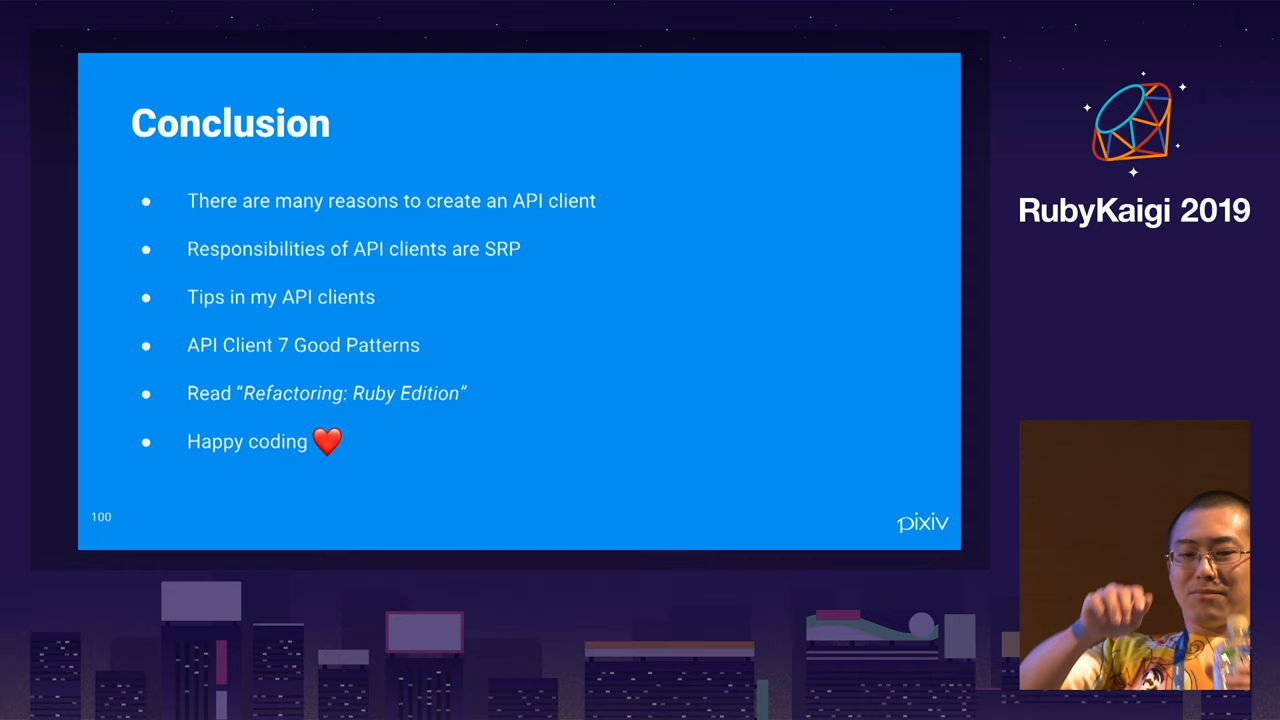 Conclusion
● There are many reasons to create an API client
● Responsibilities of API clients are SRP
● Tips in my API clients
● API Client 7 Good Patterns
● Read “Refactoring: Ruby Edition”
● Happy coding ❤️
100
pixiv
RubyKaigi 2019